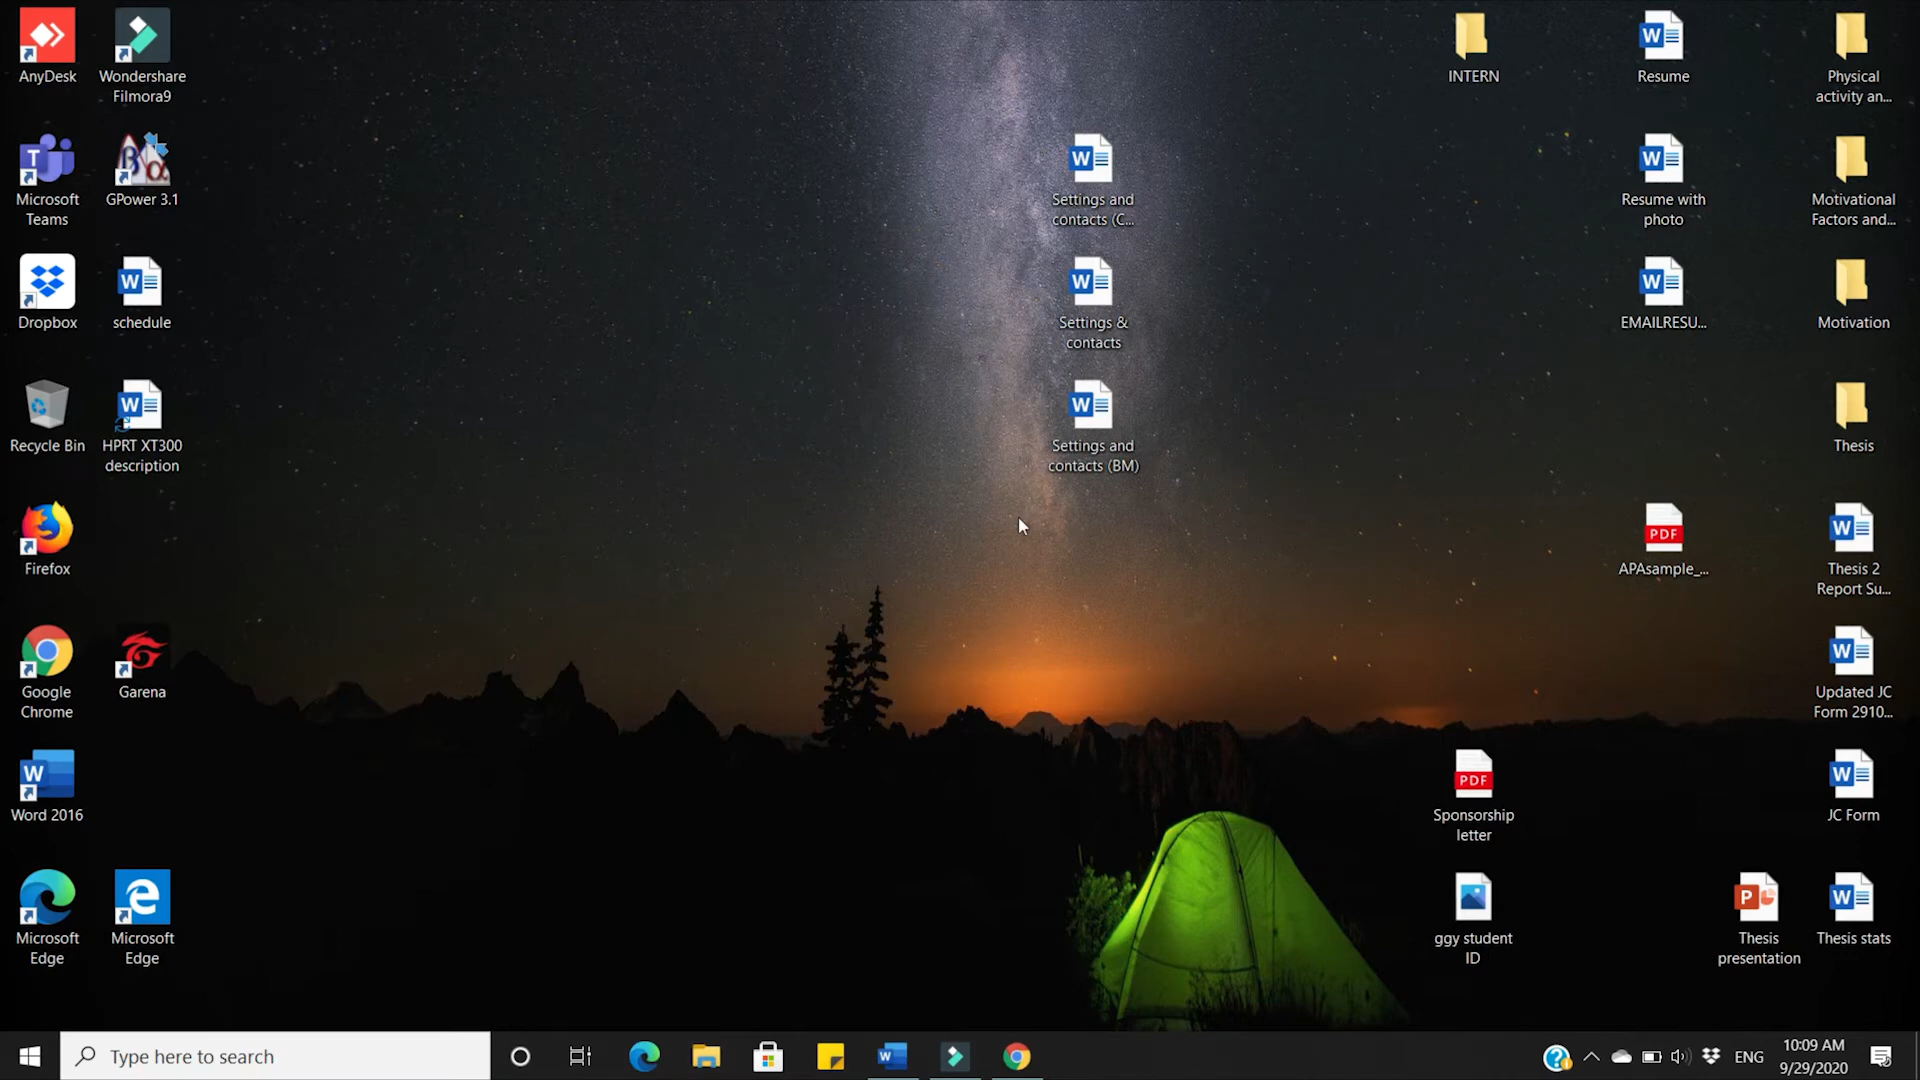 AnyDesk
Wondershare
Filmora9
INTERN
Resume
Physical
activity an...
Microsoft
Teams
GPower 3.1
Settings and
contacts (C...
Resume with
photo
Motivational
Factors and...
Dropbox
schedule
Settings &
contacts
EMAILRESU...
Motivation
Recycle Bin
HPRT XT300
description
Settings and
contacts (BM)
Thesis
Firefox
PDF
APAsample_...
Thesis 2
Report Su...
Google
Chrome
Garena
Updated JC
Form 2910...
Word 2016
PDF
Sponsorship
letter
JC Form
Microsoft
Edge
Microsoft
Edge
ggy student
ID
Thesis
presentation
Thesis stats
Type here to search
ENG
10:09 AM
9/29/2020